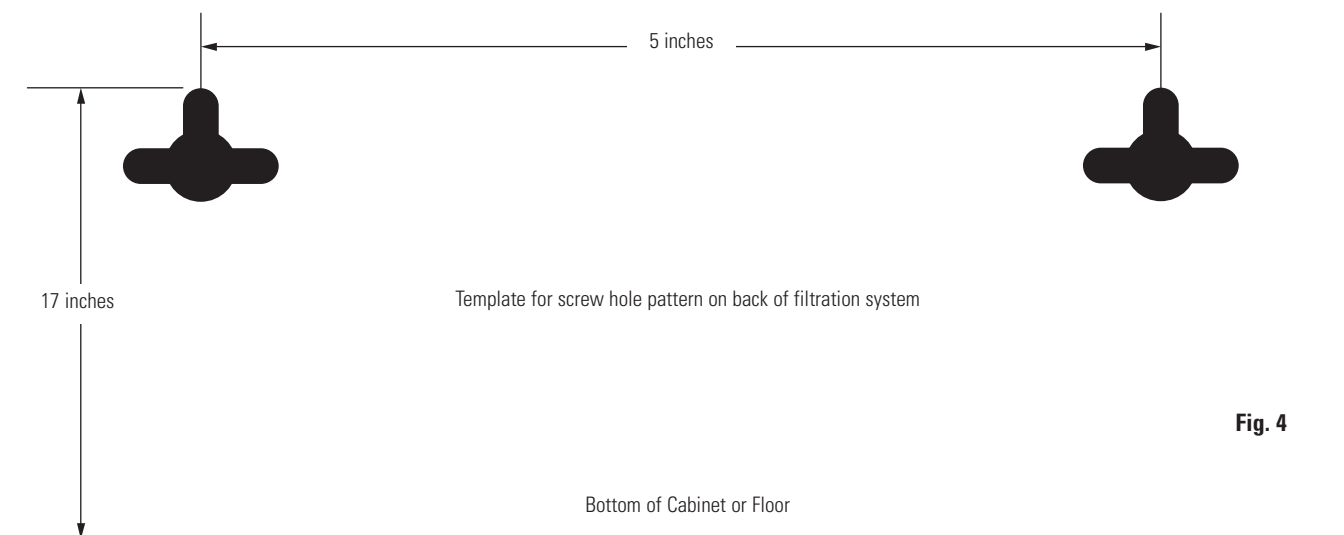 5 inches
17 inches
Template for screw hole pattern on back of filtration system
Fig. 4
Bottom of Cabinet or Floor